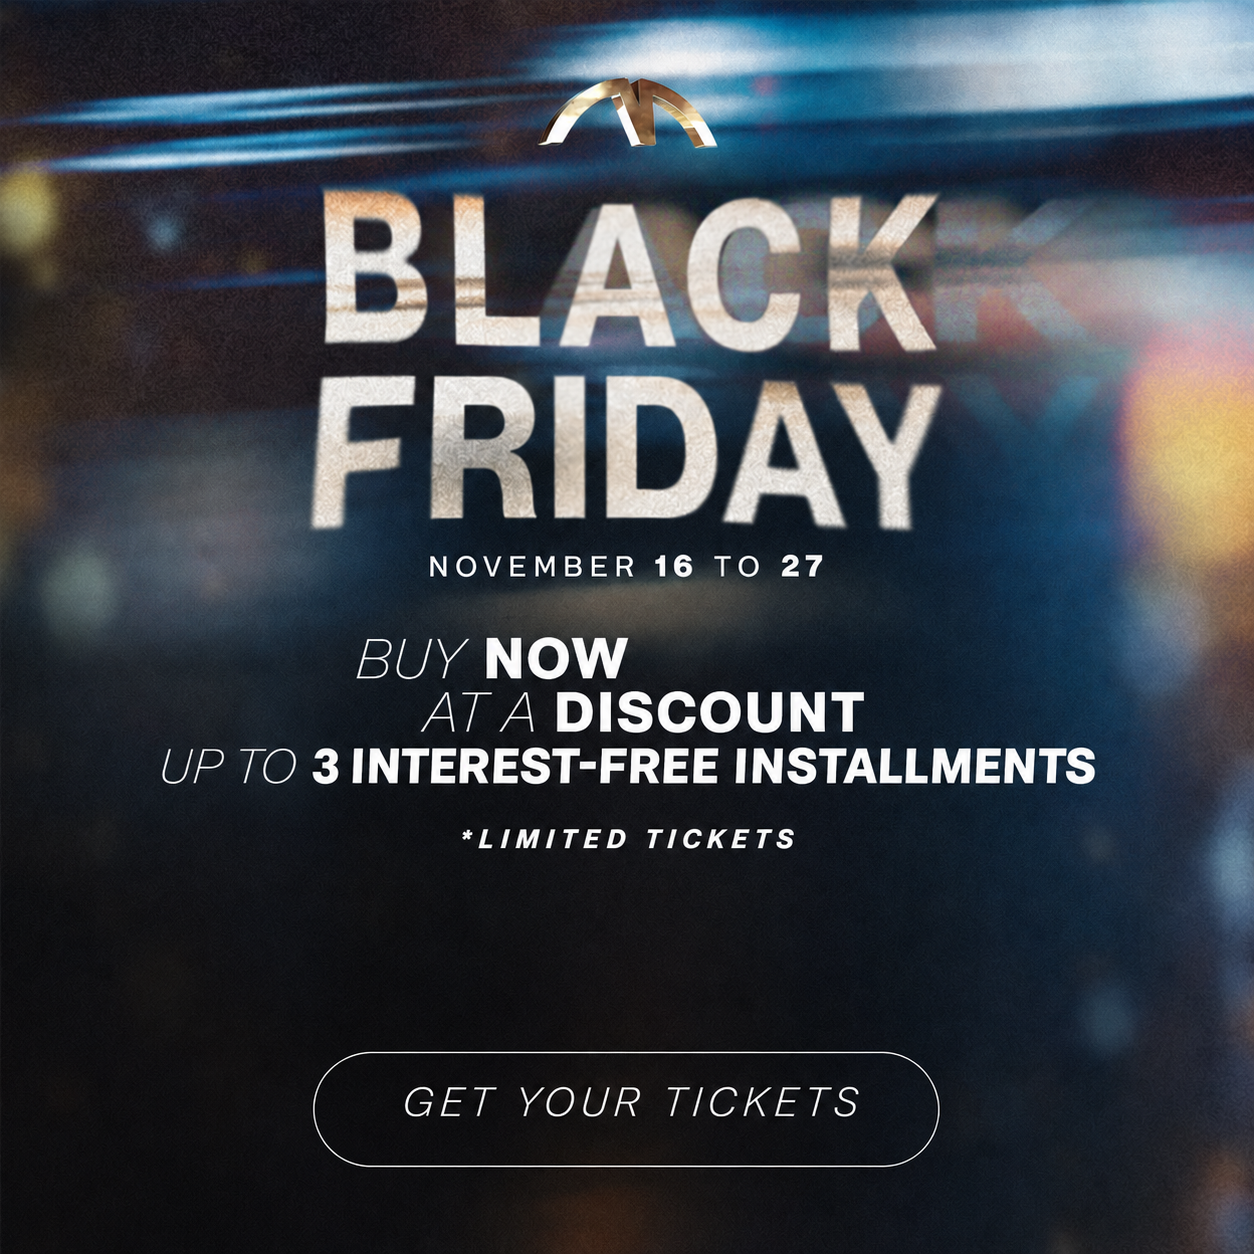 BLACK
FRIDAY
NOVEMBER 16 TO 27
BUY NOW
AT A DISCOUNT
UP TO 3 INTEREST-FREE INSTALLMENTS
*LIMITED TICKETS
GET YOUR TICKETS